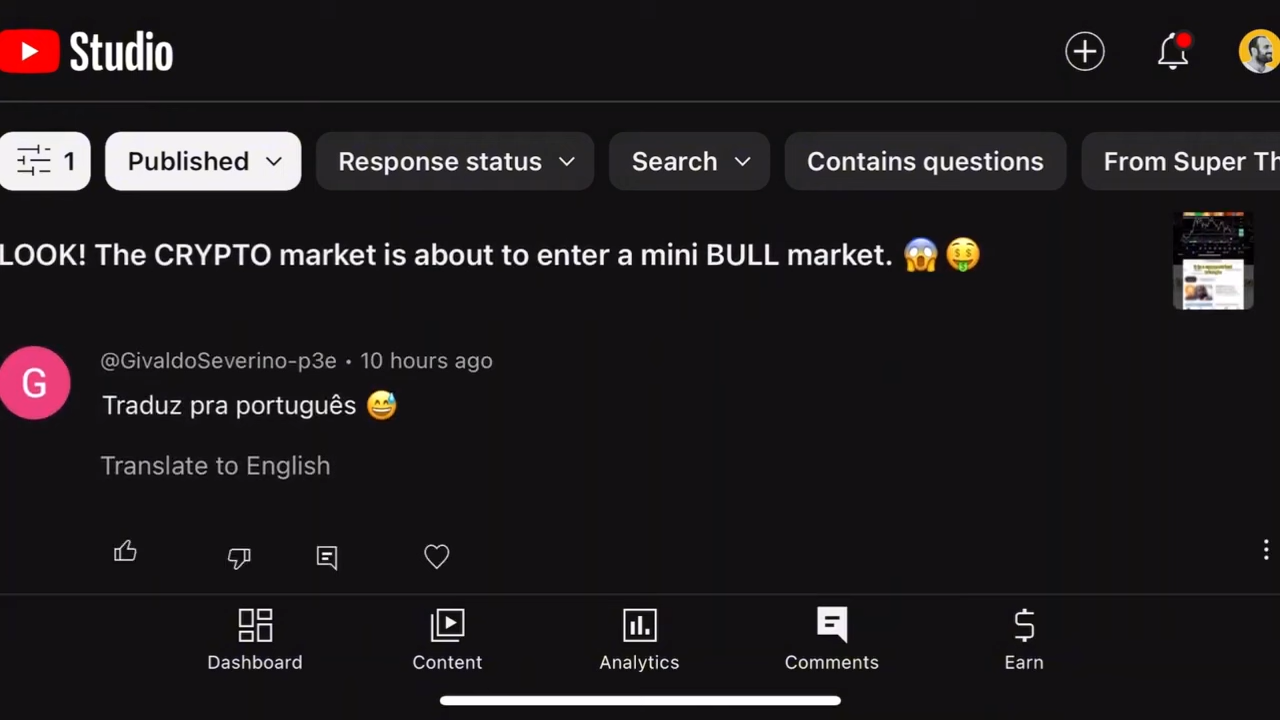 Studio
1 Published Response status Search Contains questions From Super Th
LOOK! The CRYPTO market is about to enter a mini BULL market. 😱🤑
G
@GivaldoSeverino-p3e • 10 hours ago
Traduz pra português 😅
Translate to English
Dashboard Content Analytics Comments Earn